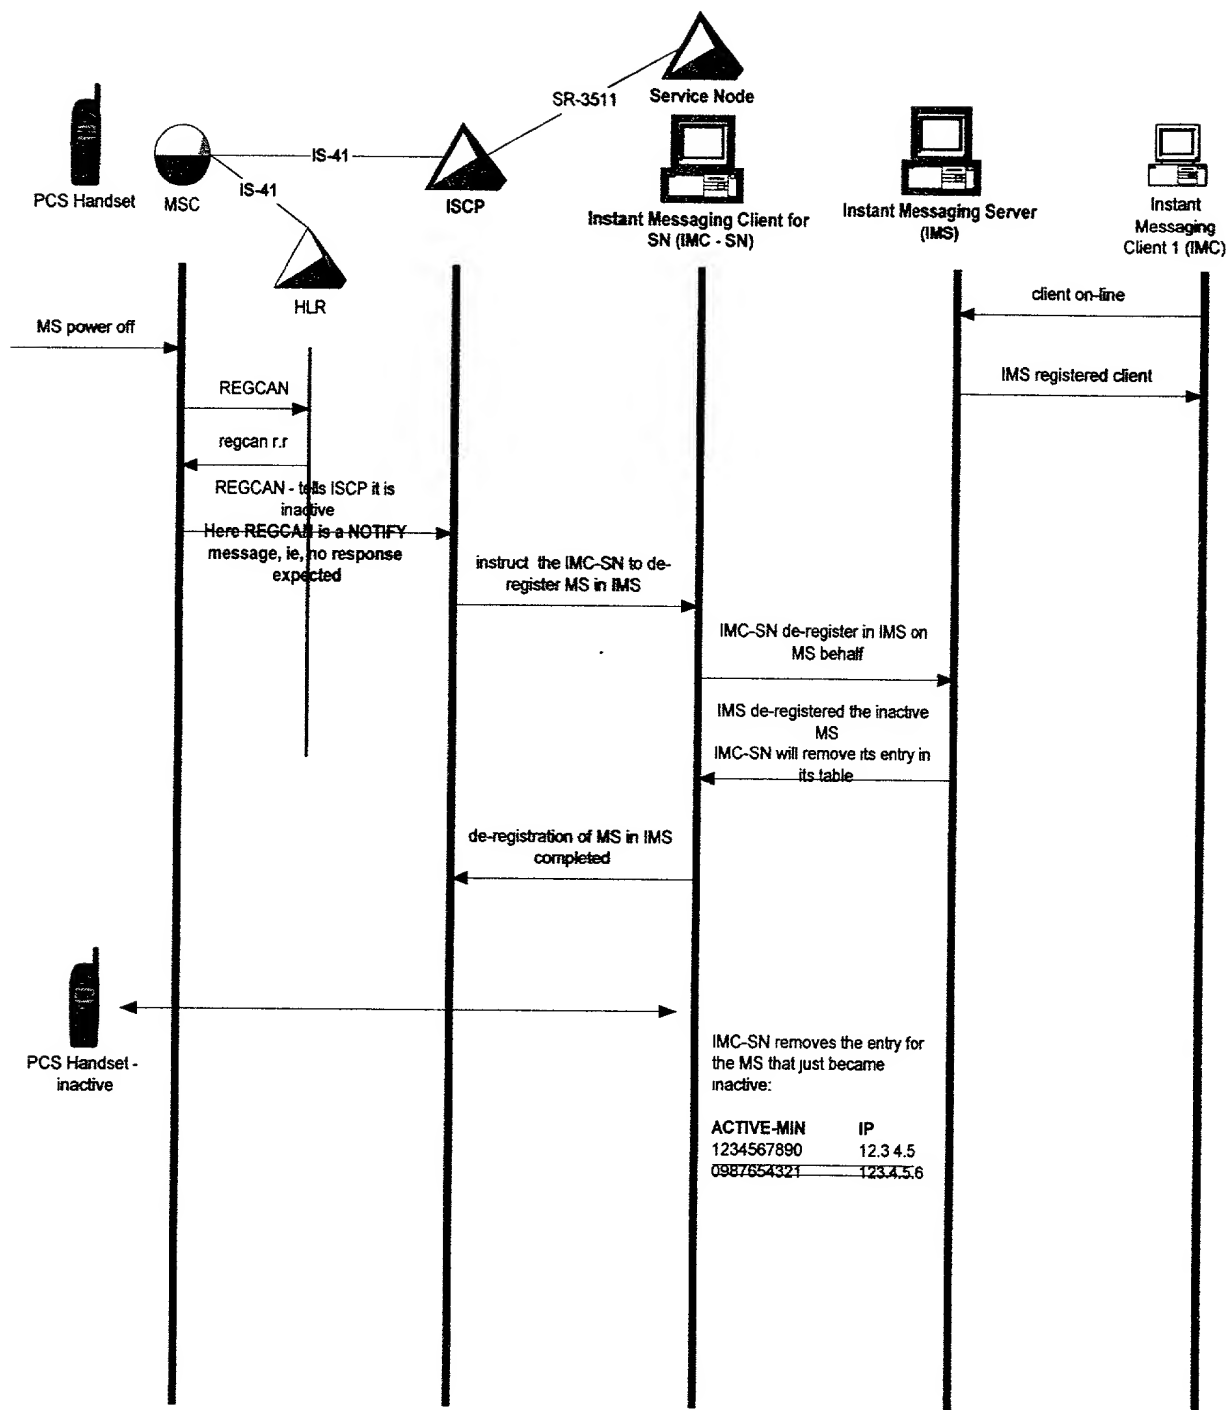 SR-3511
Service Node
IS-41
IS-41
PCS Handset
MSC
ISCP
HLR
Instant Messaging Client for
SN (IMC - SN)
Instant Messaging Server
(IMS)
Instant
Messaging
Client 1 (IMC)
client on-line
MS power off
IMS registered client
REGCAN
regcan r.r
REGCAN - tells ISCP it is
inactive
Here REGCAN is a NOTIFY
message, ie, no response
expected
instruct the IMC-SN to de-
register MS in IMS
IMC-SN de-register in IMS on
MS behalf
IMS de-registered the inactive
MS
IMC-SN will remove its entry in
its table
de-registration of MS in IMS
completed
PCS Handset -
inactive
IMC-SN removes the entry for
the MS that just became
inactive:
ACTIVE-MIN IP
1234567890 12.3 4.5
0987654321 123.4.5.6